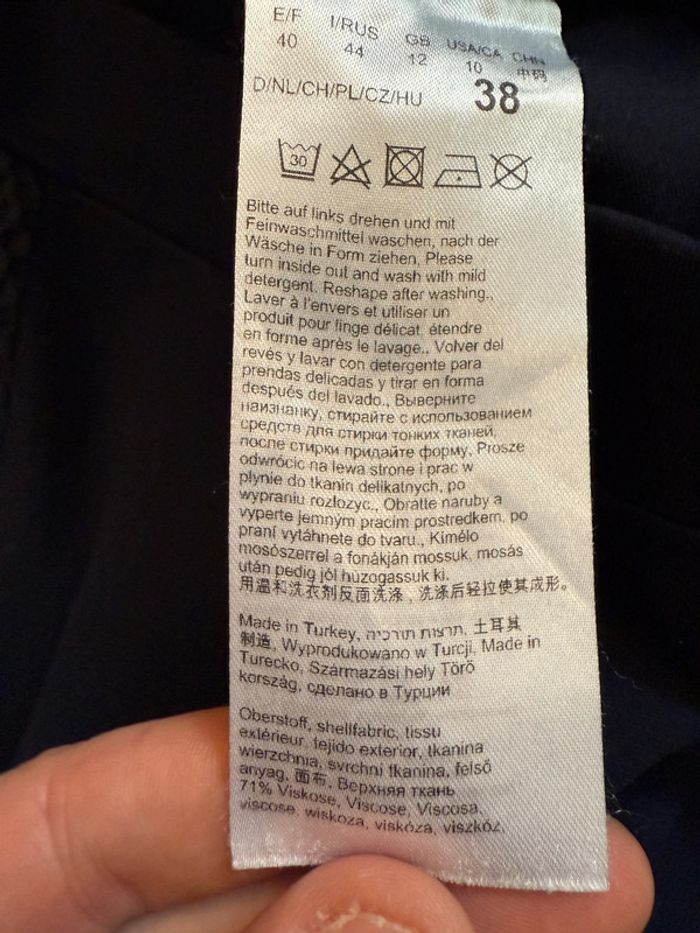 E/F I/RUS GB USA/CA CHN
40 44 12 10 中码
D/NL/CH/PL/CZ/HU 38
30
Bitte auf links drehen und mit
Feinwaschmittel waschen, nach der
Wäsche in Form ziehen, Please
turn inside out and wash with mild
detergent. Reshape after washing.,
Laver à l'envers et utiliser un
produit pour linge délicat, étendre
en forme après le lavage., Volver del
revés y lavar con detergente para
prendas delicadas y tirar en forma
después del lavado., Выверните
наизнанку, стирайте с использованием
средств для стирки тонких тканей,
после стирки придайте форму, Prosze
odwrócic na lewa strone i prac w
plynie do tkanin delikatnych, po
wypraniu rozlozyc., Obratte naruby a
vyperte jemnym pracim prostredkem, po
praní vytáhnete do tvaru., Kímélo
mosószerrel a fonákján mossuk, mosás
után pedig jól húzogassuk ki.
用温和洗衣剂反面洗涤，洗涤后轻拉使其成形。
Made in Turkey, תוצרת תורכיה, 土耳其
制造, Wyprodukowano w Turcji, Made in
Turecko, Származási hely Törö
kország, сделано в Турции
Oberstoff, shellfabric, tissu
extérieur, tejido exterior, tkanina
wierzchnia, svrchní tkanina, felső
anyag, 面布, Верхняя ткань
71% Viskose, Viscose, Viscosa,
viscose, wiskoza, viskóza, viszkóz,